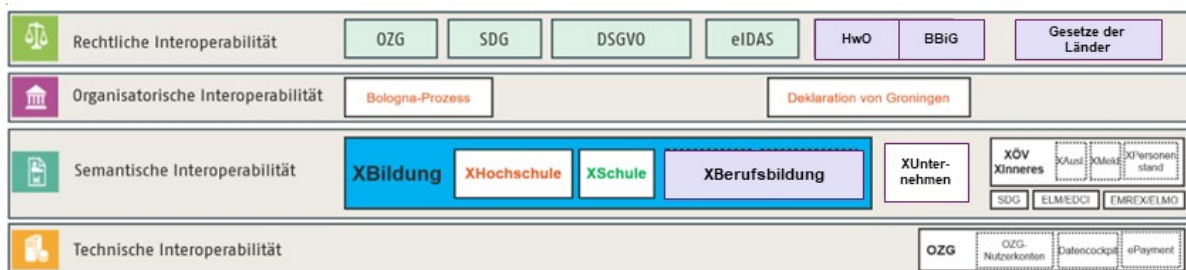 Rechtliche Interoperabilität
OZG
SDG
DSGVO
eIDAS
HwO
BBiG
Gesetze der
Länder
Organisatorische Interoperabilität
Bologna-Prozess
Deklaration von Groningen
Semantische Interoperabilität
XBildung
XHochschule
XSchule
XBerufsbildung
XUnter-
nehmen
XÖV
XInneres
XAusl
XMeld
XPersonen
stand
SDG
ELM/EDCI
EMREX/ELMO
Technische Interoperabilität
OZG
OZG-
Nutzerkonten
Datencockpit
ePayment